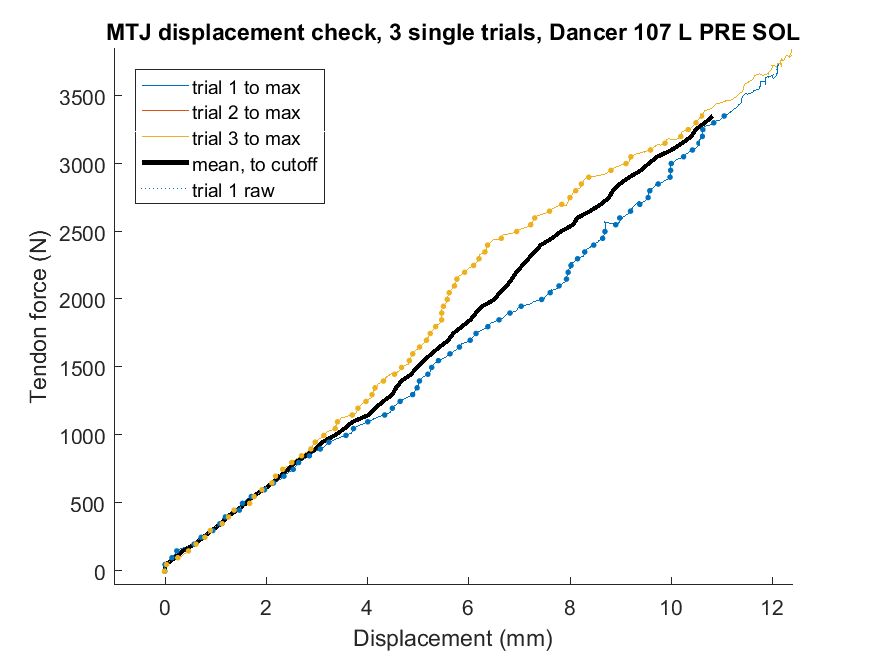 MTJ displacement check, 3 single trials, Dancer 107 L PRE SOL
trial 1 to max
trial 2 to max
trial 3 to max
mean, to cutoff
trial 1 raw
Tendon force (N)
3500
3000
2500
2000
1500
1000
500
0
0 2 4 6 8 10 12
Displacement (mm)